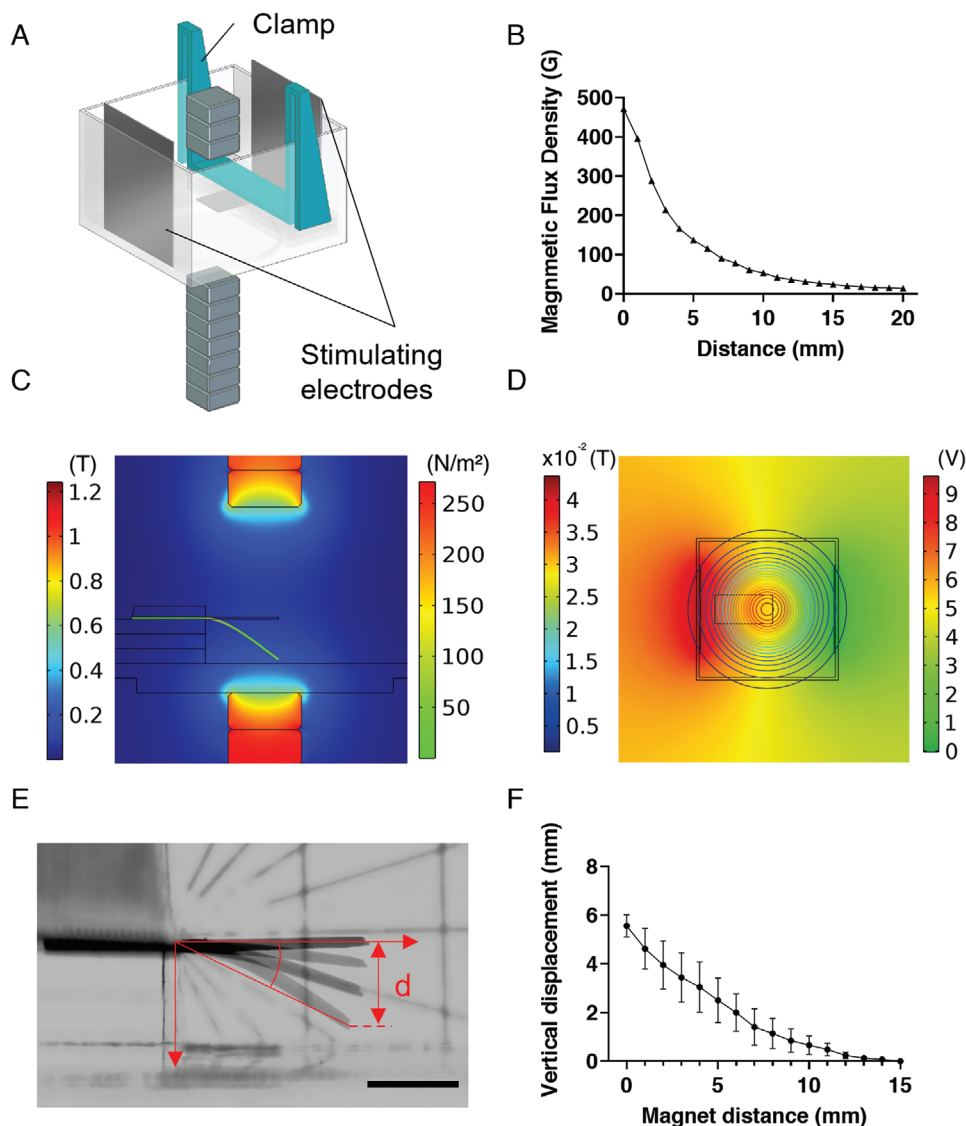 A
Clamp
Stimulating
electrodes
B
Magnmetic Flux Density (G)
500
400
300
200
100
0
0 5 10 15 20
Distance (mm)
C
(T)
1.2
1
0.8
0.6
0.4
0.2
(N/m²)
250
200
150
100
50
D
x10⁻² (T)
4
3.5
3
2.5
2
1.5
1
0.5
(V)
9
8
7
6
5
4
3
2
1
0
E
d
F
Vertical displacement (mm)
8
6
4
2
0
0 5 10 15
Magnet distance (mm)